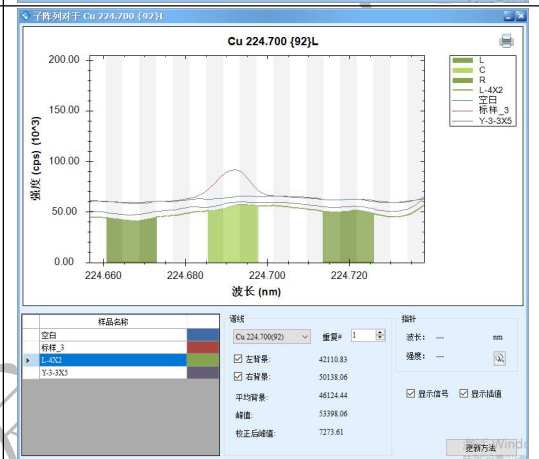 子阵列对于 Cu 224.700 {92}L
Cu 224.700 {92}L
200.00
150.00
100.00
50.00
0.00
强度 (cps) (10^3)
224.660
224.680
224.700
224.720
波长 (nm)
L
C
R
L-4X2
空白
标样_3
Y-3-3X5
样品名称
空白
标样_3
L-4X2
Y-3-3X5
谱线
Cu 224.700(92)
重复#
1
左背景:
42110.83
右背景:
50138.06
平均背景:
46124.44
峰值:
53398.06
校正后峰值:
7273.61
指针
波长:
---
nm
强度:
---
显示信号
显示插值
更新方法